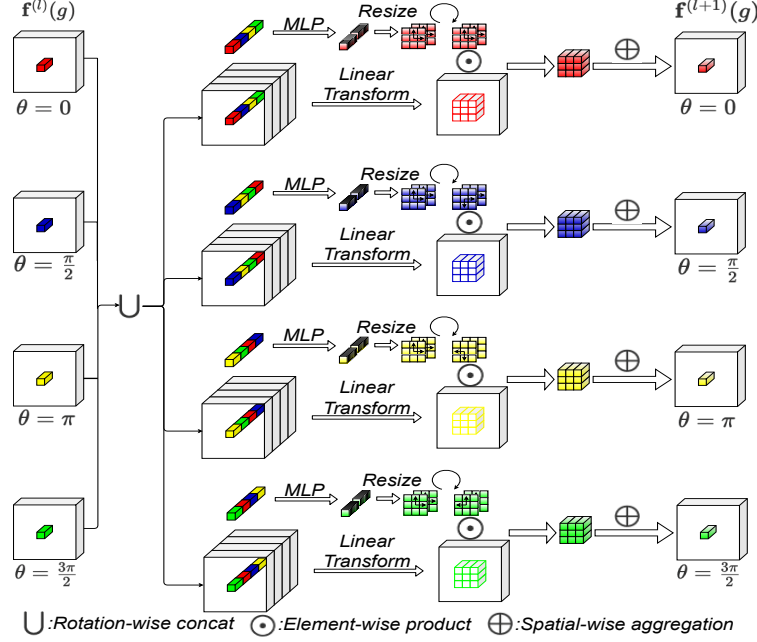 f^{(l)}(g)
MLP
Resize
f^{(l+1)}(g)
Linear
Transform
θ = 0
θ = 0
MLP
Resize
Linear
Transform
θ = π/2
θ = π/2
MLP
Resize
Linear
Transform
θ = π
θ = π
MLP
Resize
Linear
Transform
θ = 3π/2
θ = 3π/2
∪:Rotation-wise concat ⊙:Element-wise product ⊕:Spatial-wise aggregation